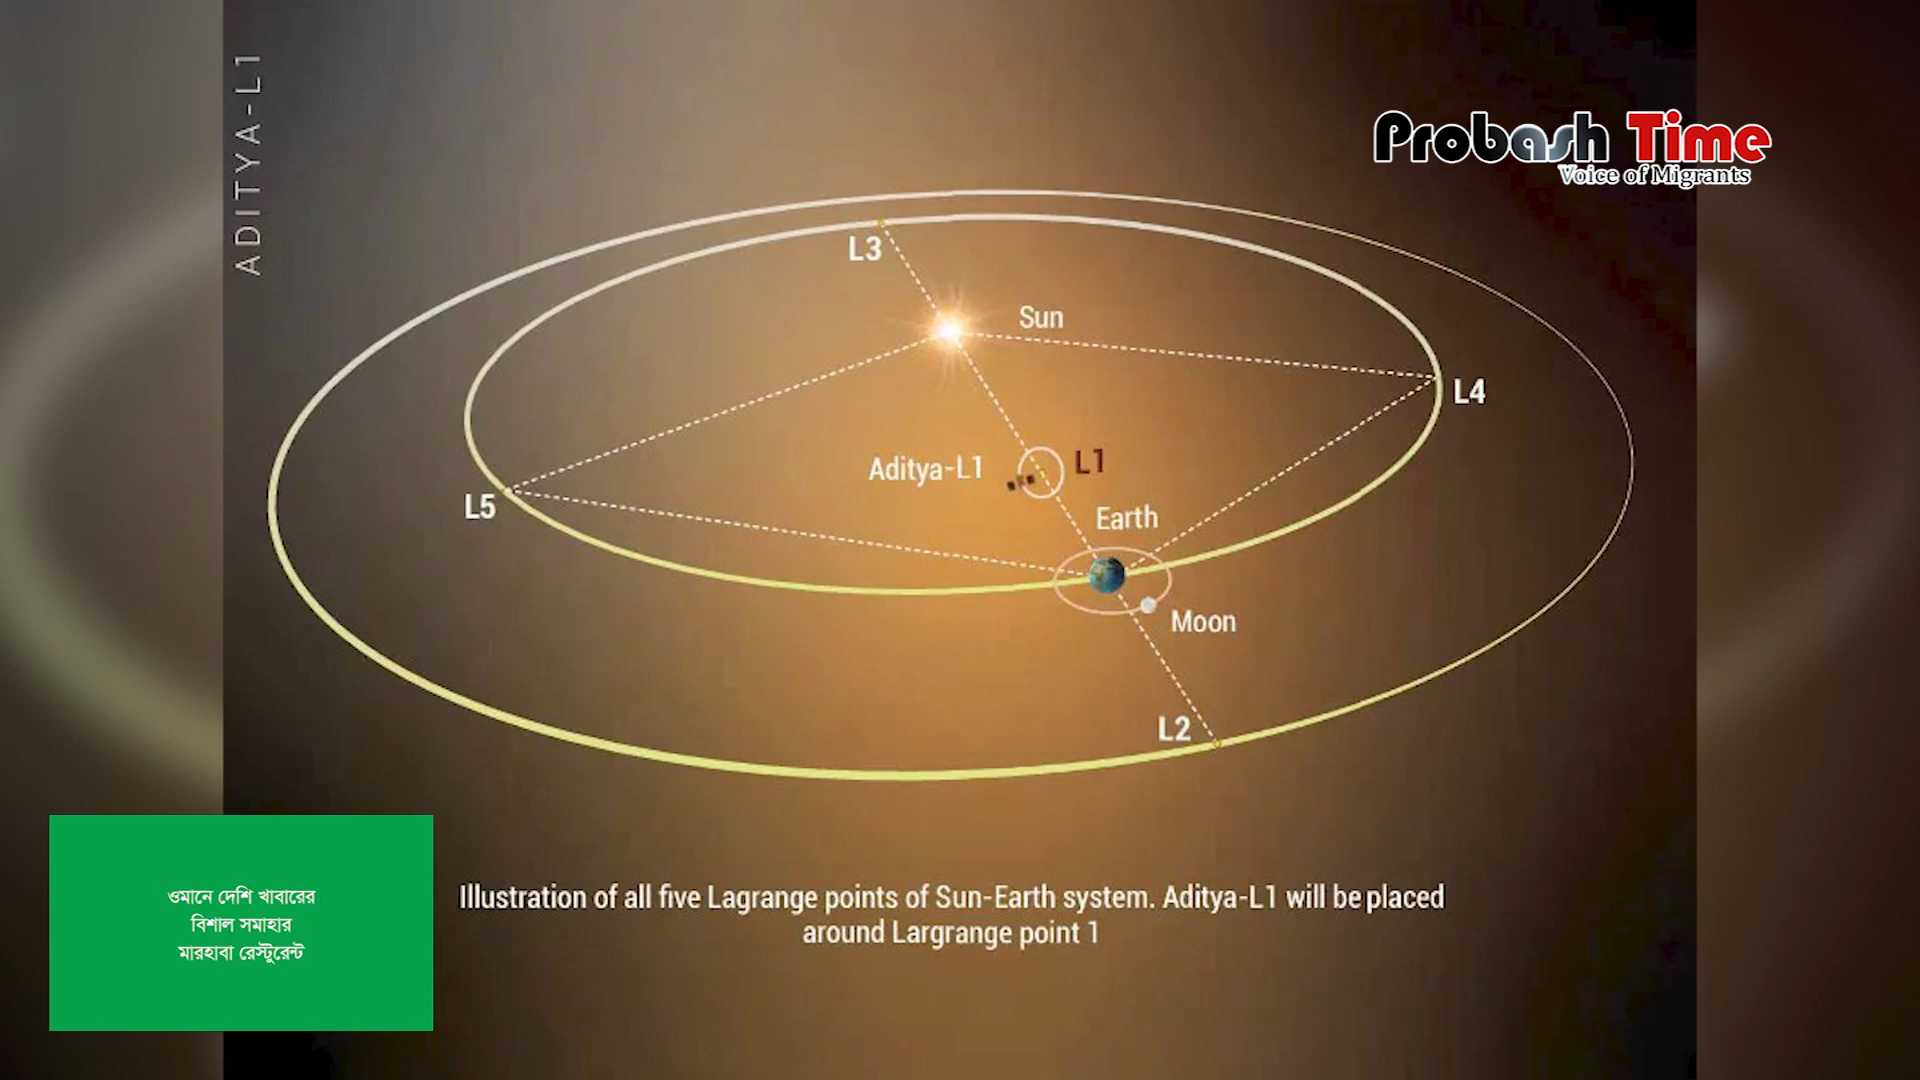 ADITYA-L1
Probash Time
Voice of Migrants
L3
Sun
L4
Aditya-L1
L1
L5
Earth
Moon
L2
Illustration of all five Lagrange points of Sun-Earth system. Aditya-L1 will be placed
around Largrange point 1
ওমানে দেশি খাবারের
বিশাল সমাহার
মারহাবা রেস্টুরেন্ট